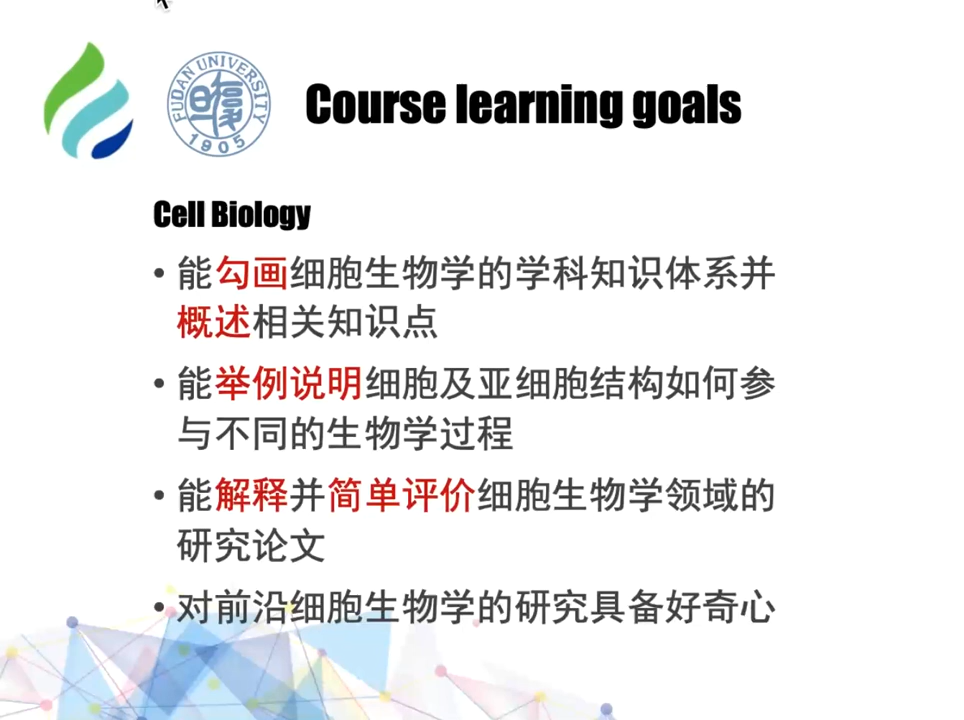 FUDAN UNIVERSITY
1905
Course learning goals
Cell Biology
• 能勾画细胞生物学的学科知识体系并
概述相关知识点
• 能举例说明细胞及亚细胞结构如何参
与不同的生物学过程
• 能解释并简单评价细胞生物学领域的
研究论文
• 对前沿细胞生物学的研究具备好奇心